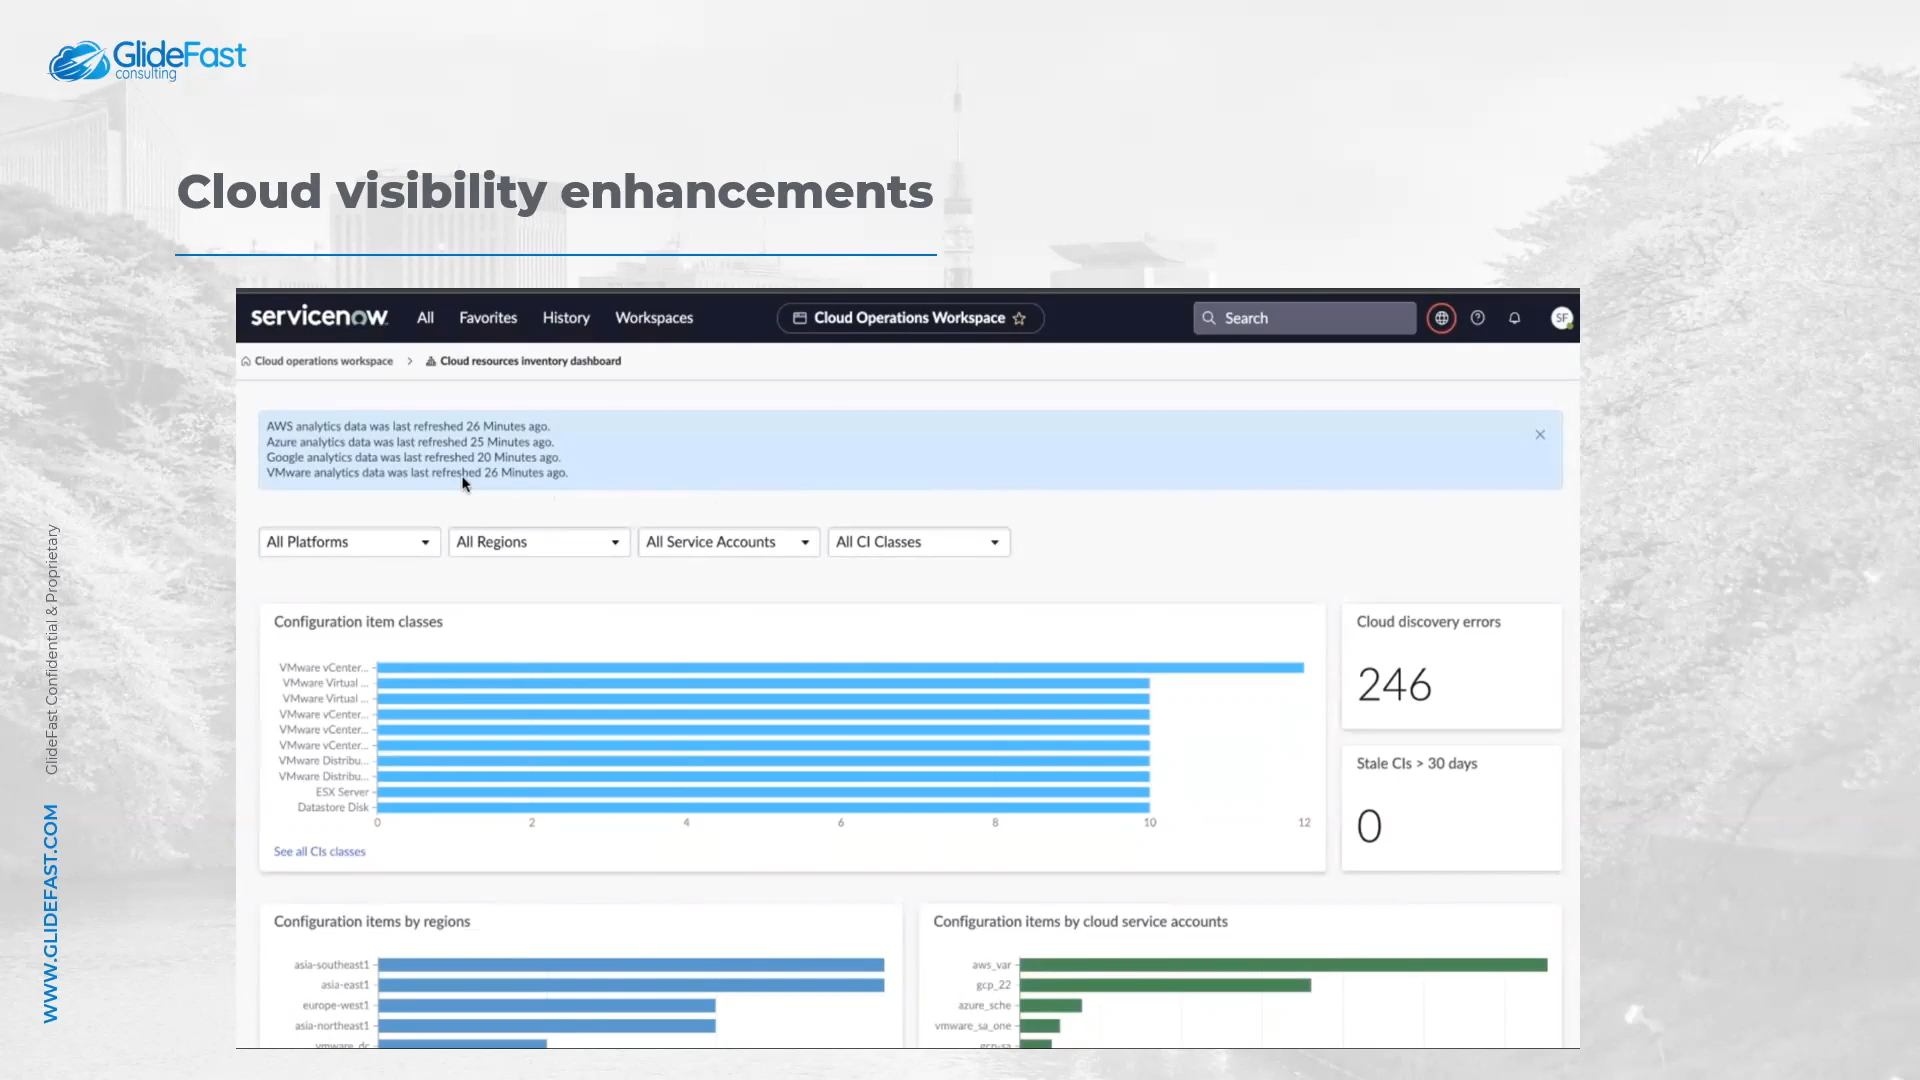 GlideFast
consulting
Cloud visibility enhancements
servicenow
All
Favorites
History
Workspaces
Cloud Operations Workspace
Search
SF
Cloud operations workspace
Cloud resources inventory dashboard
AWS analytics data was last refreshed 26 Minutes ago.
Azure analytics data was last refreshed 25 Minutes ago.
Google analytics data was last refreshed 20 Minutes ago.
VMware analytics data was last refreshed 26 Minutes ago.
All Platforms
All Regions
All Service Accounts
All CI Classes
Configuration item classes
VMware vCenter...
VMware Virtual ...
VMware Virtual ...
VMware vCenter...
VMware vCenter...
VMware vCenter...
VMware Distribu...
VMware Distribu...
ESX Server
Datastore Disk
0 2 4 6 8 10 12
See all CIs classes
Cloud discovery errors
246
Stale CIs > 30 days
0
Configuration items by regions
asia-southeast1
asia-east1
europe-west1
asia-northeast1
vmware_dc
Configuration items by cloud service accounts
aws_var
gcp_22
azure_sche
vmware_sa_one
gcp-sa
WWW.GLIDEFAST.COM
GlideFast Confidential & Proprietary